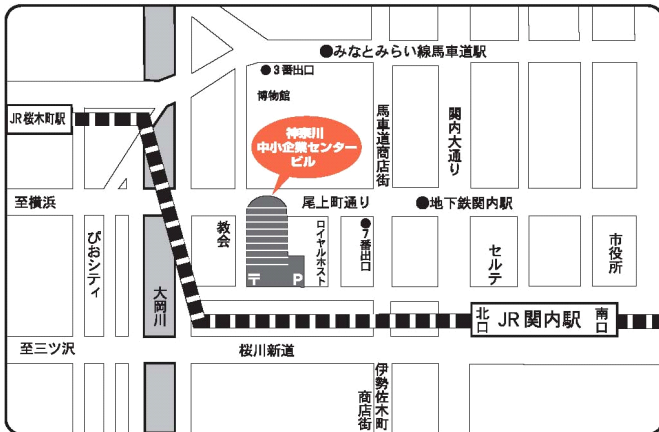 ●みなとみらい線馬車道駅
●3番出口
博物館
JR桜木町駅
神奈川
中小企業センター
ビル
馬車道商店街
関内大通り
至横浜
尾上町通り
●地下鉄関内駅
ぴおシティ
大岡川
教会
〒
P
ロイヤルホスト
●7番出口
セルテ
市役所
北口
JR関内駅
南口
至三ツ沢
桜川新道
伊勢佐木町
商店街